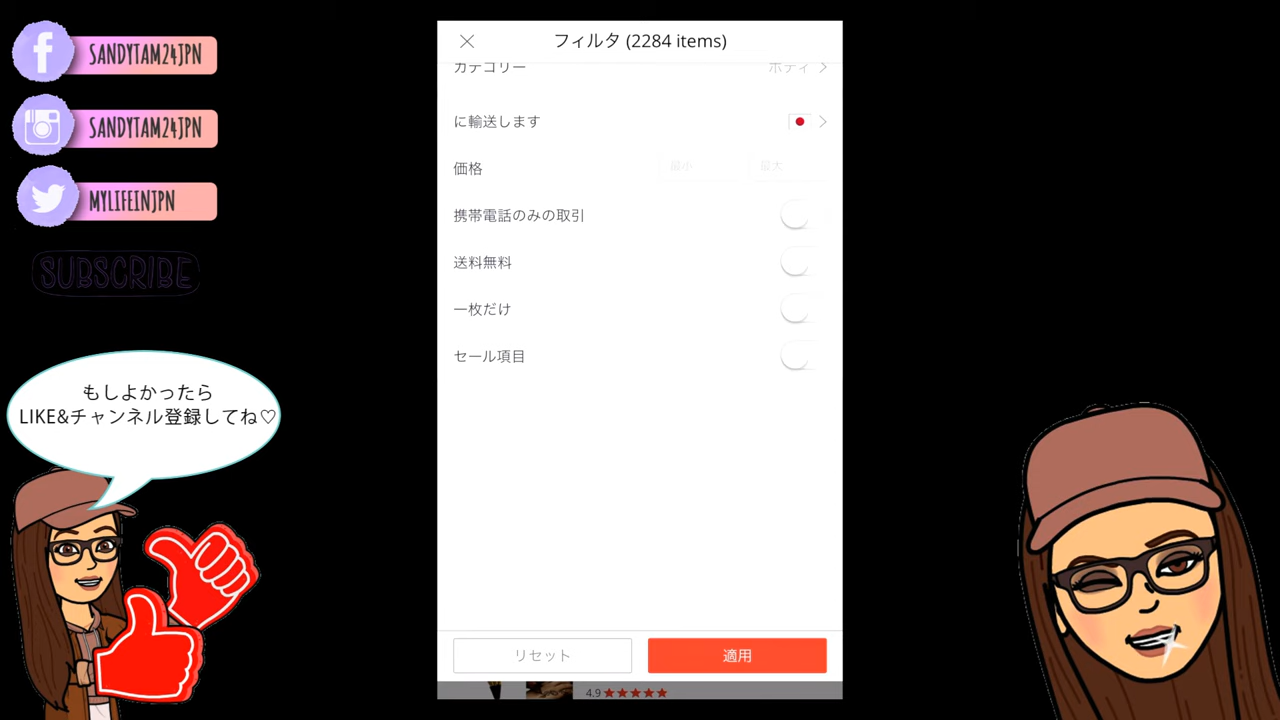 SANDYTAM24JPN
SANDYTAM24JPN
MYLIFEINJPN
SUBSCRIBE
もしよかったら
LIKE&チャンネル登録してね♡
フィルタ (2284 items)
カテゴリー ボディ
に輸送します
価格 最小 最大
携帯電話のみの取引
送料無料
一枚だけ
セール項目
リセット 適用
4.9★★★★★